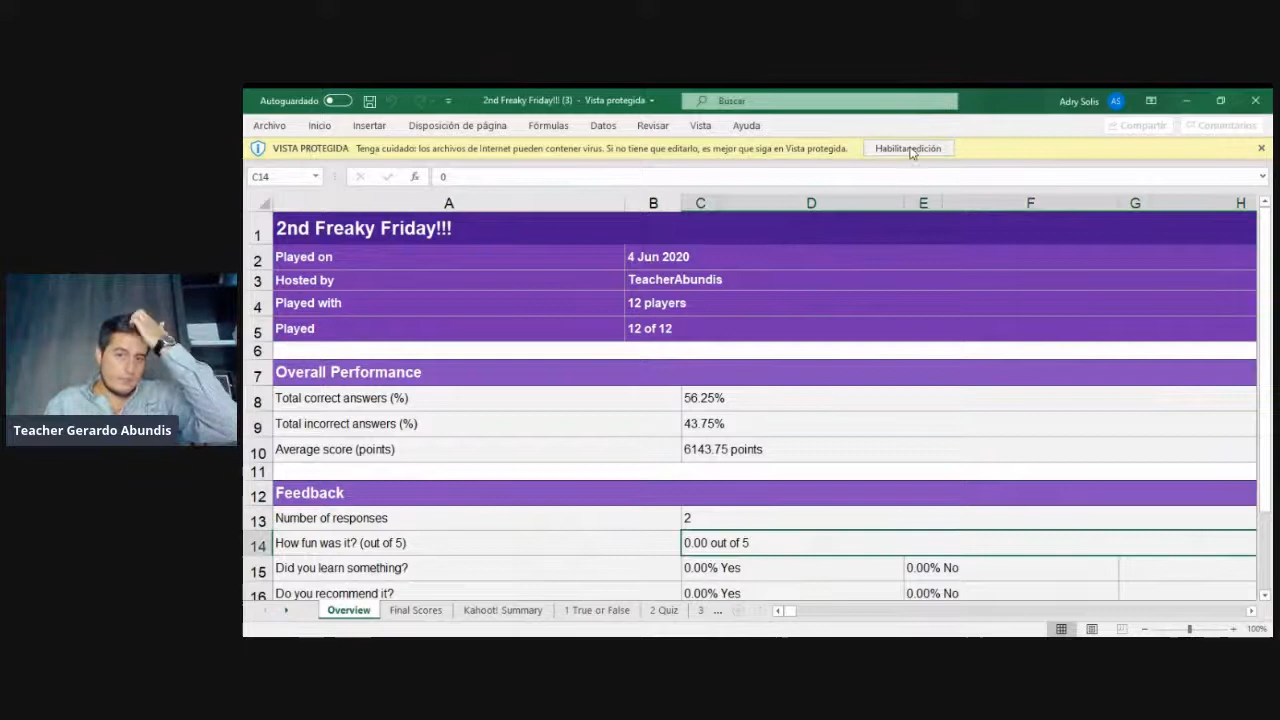 Autoguardado
2nd Freaky Friday!!! (3) - Vista protegida
Buscar
Adry Solis AS
Archivo Inicio Insertar Disposición de página Fórmulas Datos Revisar Vista Ayuda Compartir Comentarios
VISTA PROTEGIDA Tenga cuidado: los archivos de Internet pueden contener virus. Si no tiene que editarlo, es mejor que siga en Vista protegida. Habilitar edición
C14 fx 0
A B C D E F G H
1 2nd Freaky Friday!!!
2 Played on 4 Jun 2020
3 Hosted by TeacherAbundis
4 Played with 12 players
5 Played 12 of 12
6
7 Overall Performance
8 Total correct answers (%) 56.25%
9 Total incorrect answers (%) 43.75%
10 Average score (points) 6143.75 points
11
12 Feedback
13 Number of responses 2
14 How fun was it? (out of 5) 0.00 out of 5
15 Did you learn something? 0.00% Yes 0.00% No
16 Do you recommend it? 0.00% Yes 0.00% No
Overview Final Scores Kahoot! Summary 1 True or False 2 Quiz 3 ...
100%
Teacher Gerardo Abundis